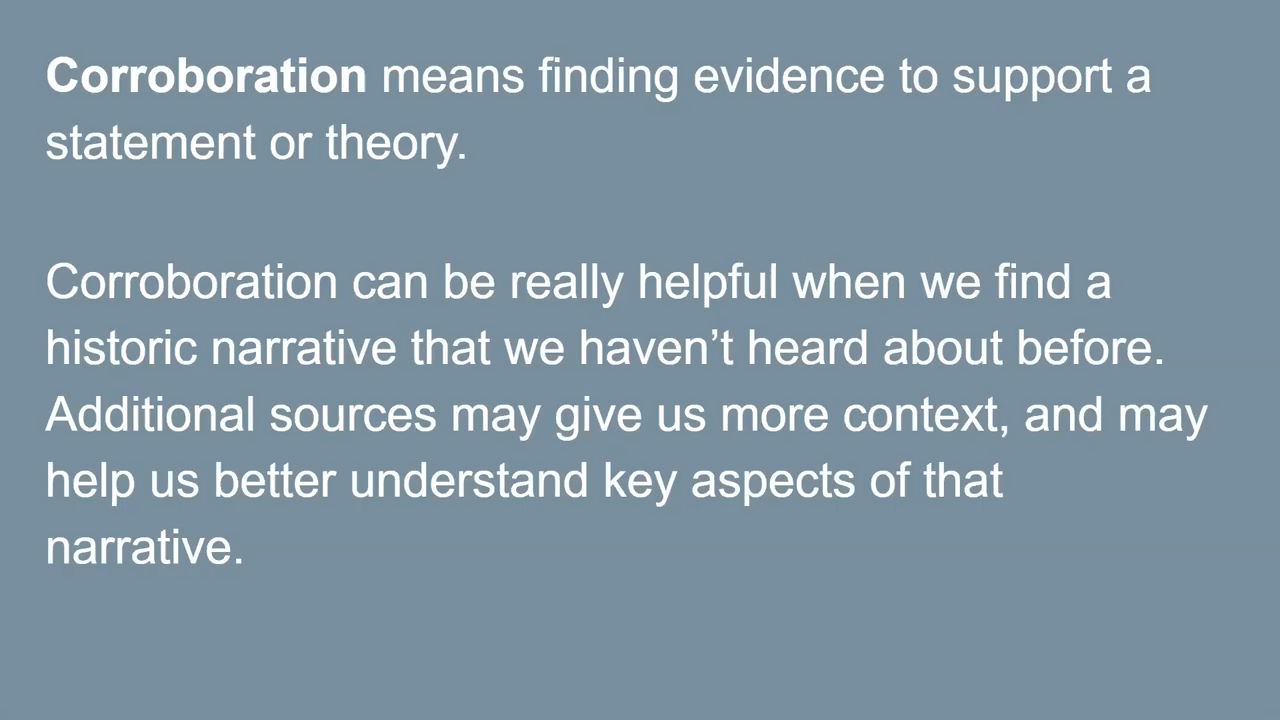 Corroboration means finding evidence to support a
statement or theory.
Corroboration can be really helpful when we find a
historic narrative that we haven’t heard about before.
Additional sources may give us more context, and may
help us better understand key aspects of that
narrative.